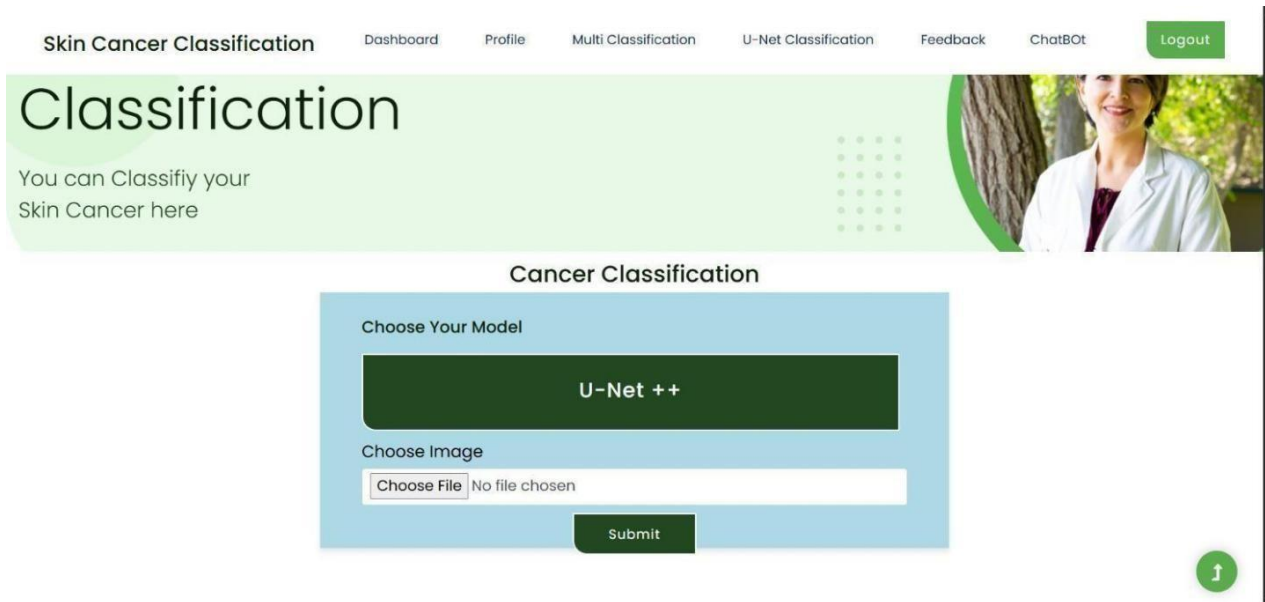 Skin Cancer Classification
Dashboard
Profile
Multi Classification
U-Net Classification
Feedback
ChatBOt
Logout
Classification
You can Classifiy your
Skin Cancer here
Cancer Classification
Choose Your Model
U-Net ++
Choose Image
Choose File No file chosen
Submit